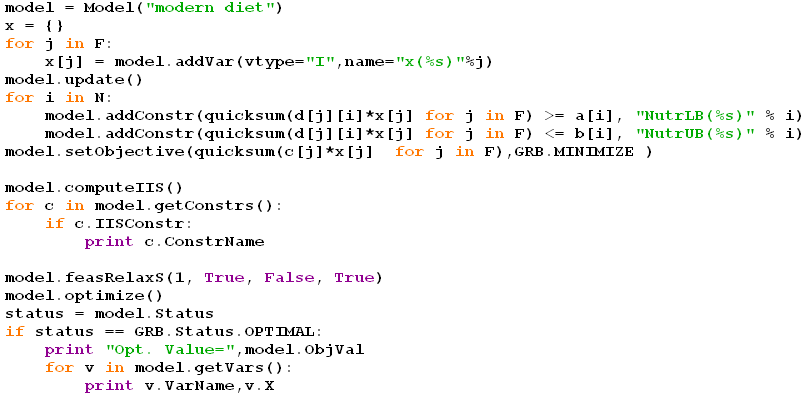 model = Model("modern diet")
x = {}
for j in F:
    x[j] = model.addVar(vtype="I",name="x(%s)"%j)
model.update()
for i in N:
    model.addConstr(quicksum(d[j][i]*x[j] for j in F) >= a[i], "NutrLB(%s)" % i)
    model.addConstr(quicksum(d[j][i]*x[j] for j in F) <= b[i], "NutrUB(%s)" % i)
model.setObjective(quicksum(c[j]*x[j]  for j in F),GRB.MINIMIZE )

model.computeIIS()
for c in model.getConstrs():
    if c.IISConstr:
        print c.ConstrName

model.feasRelaxS(1, True, False, True)
model.optimize()
status = model.Status
if status == GRB.Status.OPTIMAL:
    print "Opt. Value=",model.ObjVal
    for v in model.getVars():
        print v.VarName,v.X